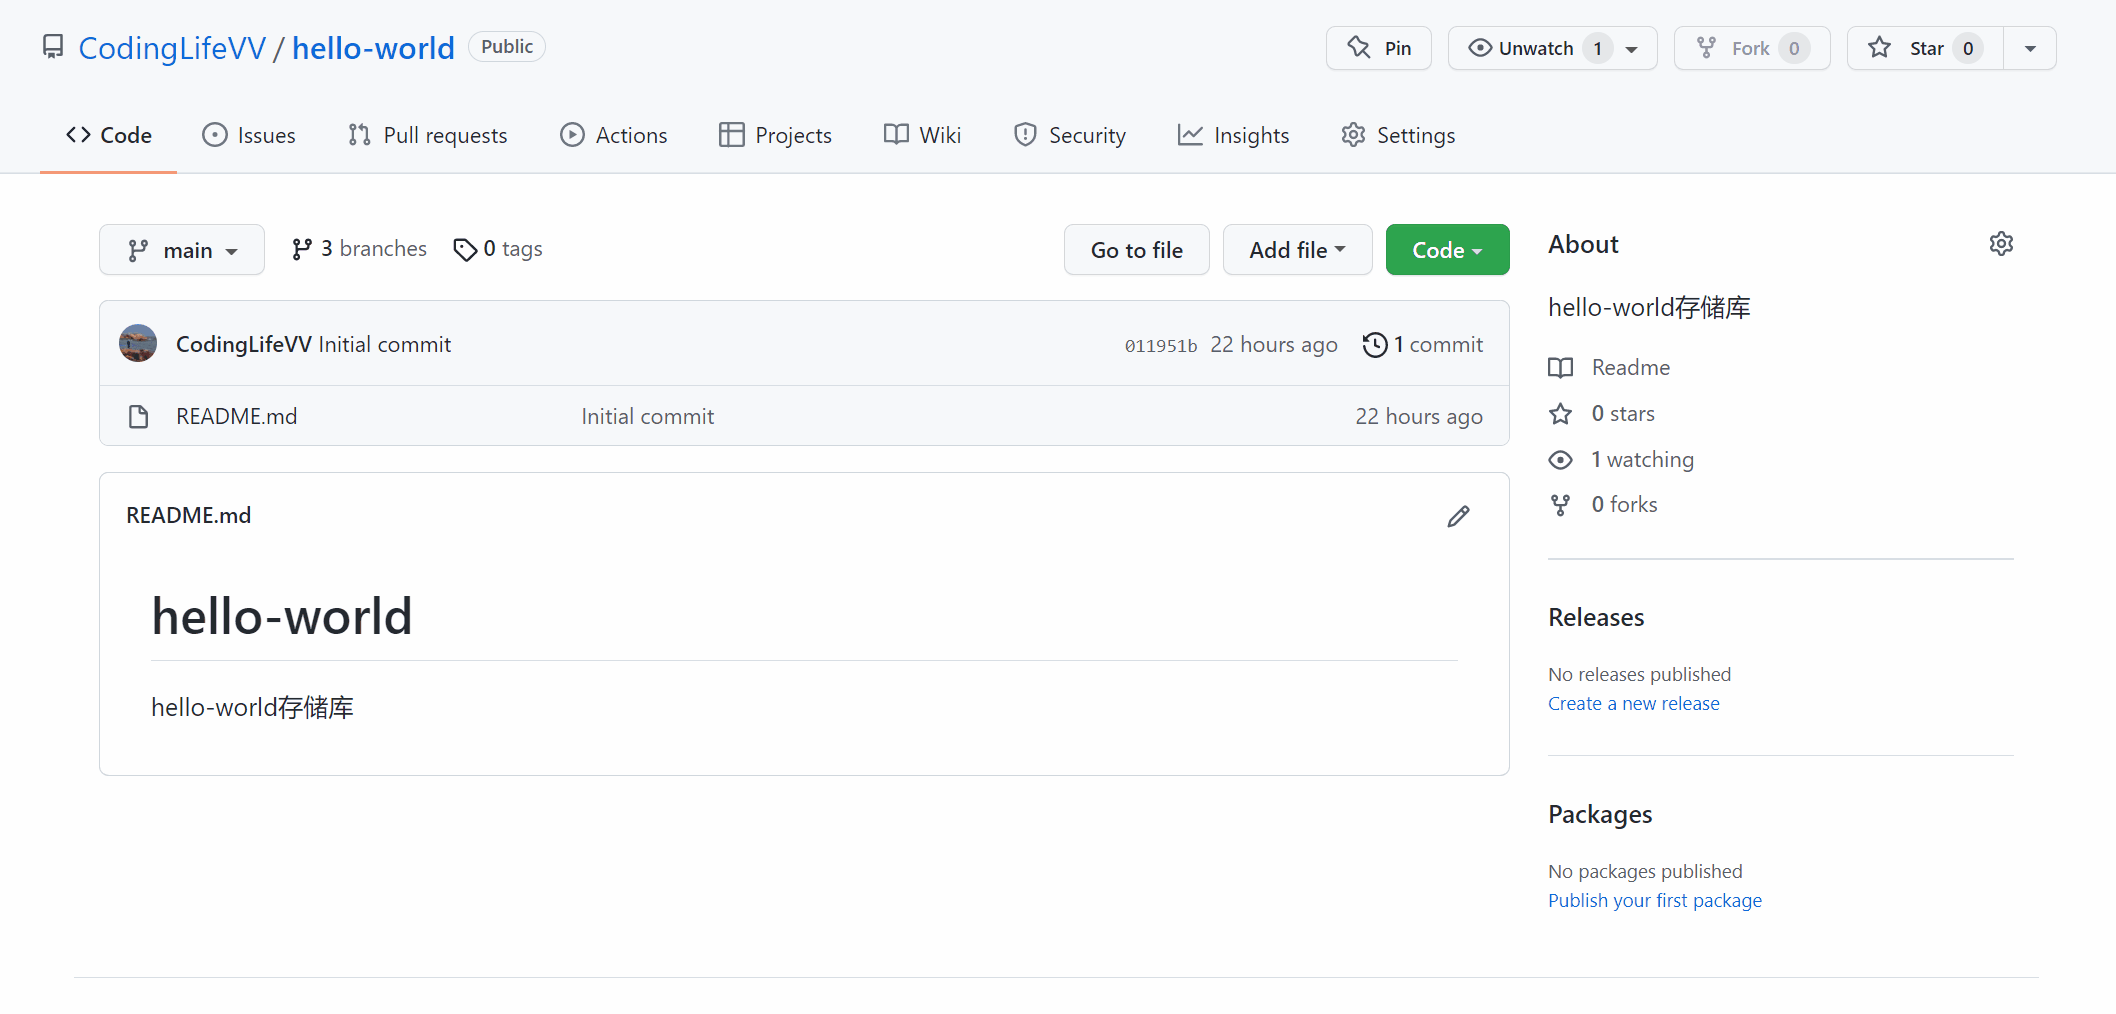 CodingLifeVV / hello-world Public
Pin Unwatch 1 Fork 0 Star 0
Code Issues Pull requests Actions Projects Wiki Security Insights Settings
main 3 branches 0 tags Go to file Add file Code
CodingLifeVV Initial commit 011951b 22 hours ago 1 commit
README.md Initial commit 22 hours ago
README.md
hello-world
hello-world存储库
About
hello-world存储库
Readme
0 stars
1 watching
0 forks
Releases
No releases published
Create a new release
Packages
No packages published
Publish your first package